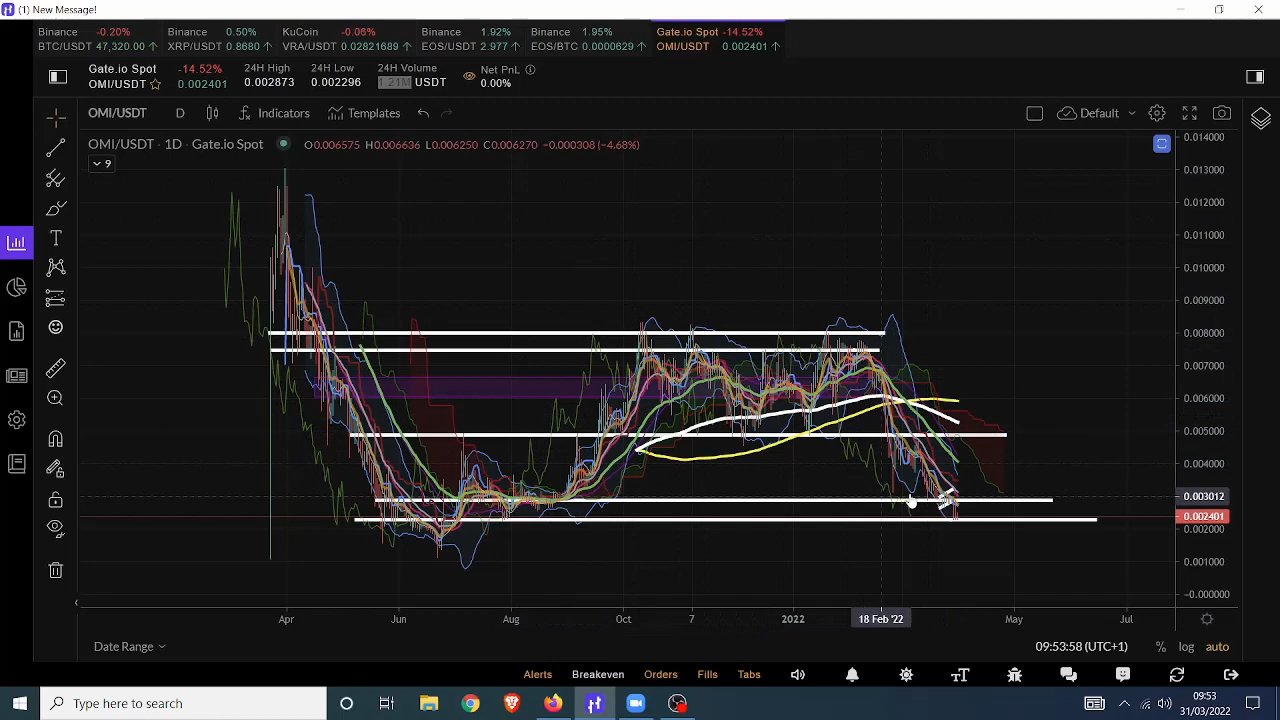 (1) New Message!
Binance -0.20%
BTC/USDT 47,320.00
Binance 0.50%
XRP/USDT 0.8680
KuCoin -0.06%
VRA/USDT 0.02821689
Binance 1.92%
EOS/USDT 2.977
Binance 1.95%
EOS/BTC 0.0000629
Gate.io Spot -14.52%
OMI/USDT 0.002401
Gate.io Spot -14.52%
OMI/USDT 0.002401
24H High
0.002873
24H Low
0.002296
24H Volume
1.21M USDT
Net PnL
0.00%
OMI/USDT D Indicators Templates Default
OMI/USDT · 1D · Gate.io Spot O0.006575 H0.006636 L0.006250 C0.006270 −0.000308 (−4.68%)
9
0.014000
0.013000
0.012000
0.011000
0.010000
0.009000
0.008000
0.007000
0.006000
0.005000
0.004000
0.003012
0.002401
0.002000
0.001000
-0.000000
Apr Jun Aug Oct 7 2022 18 Feb '22 May Jul
Date Range 09:53:58 (UTC+1) % log auto
Alerts Breakeven Orders Fills Tabs
Type here to search
09:53
31/03/2022